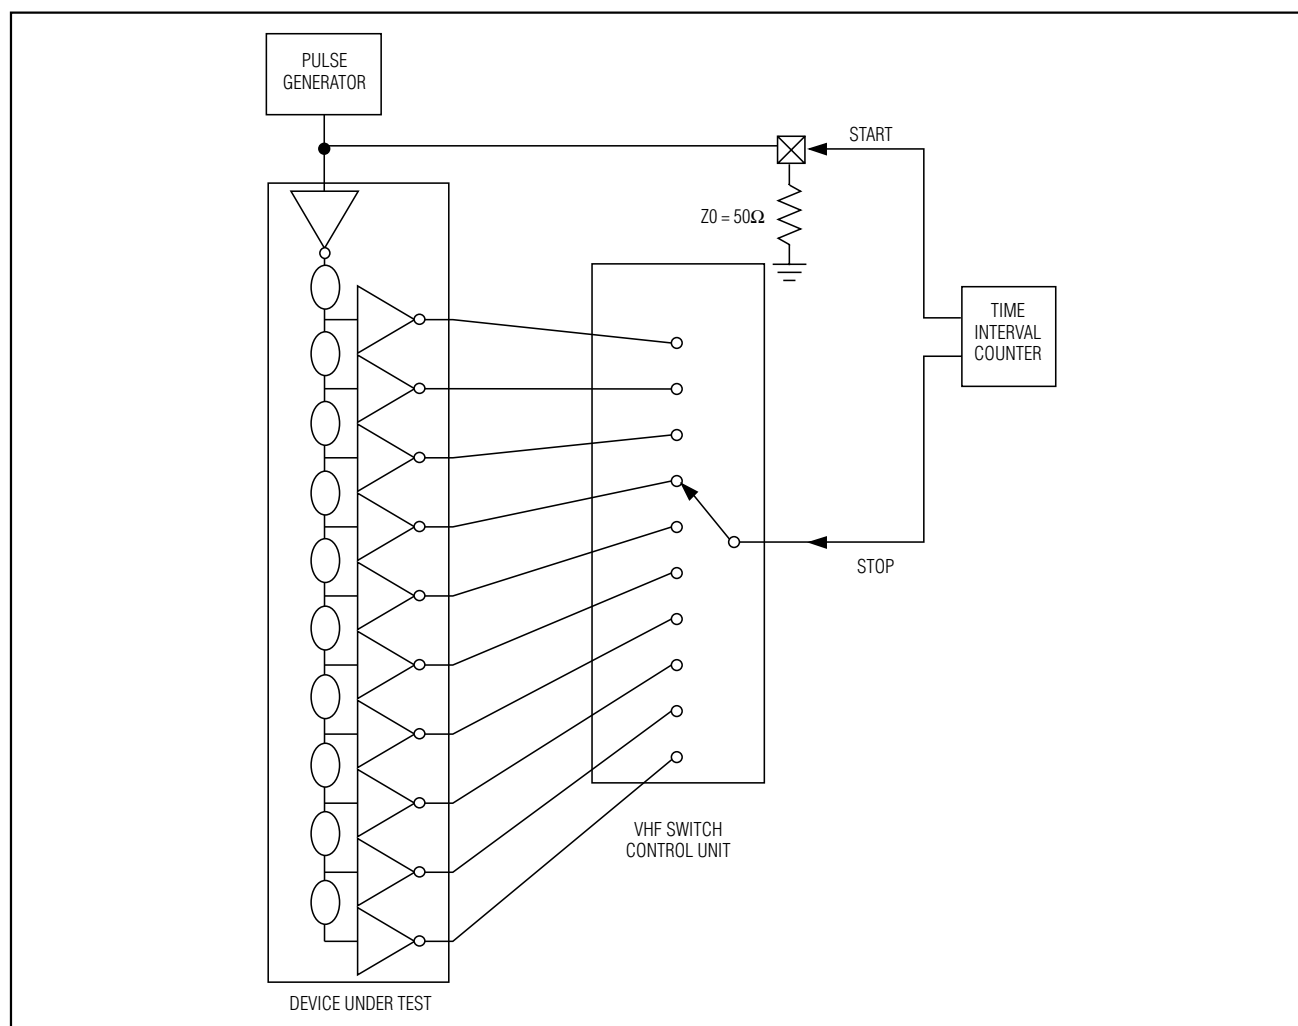 PULSE
GENERATOR
START
Z0 = 50Ω
TIME
INTERVAL
COUNTER
STOP
VHF SWITCH
CONTROL UNIT
DEVICE UNDER TEST